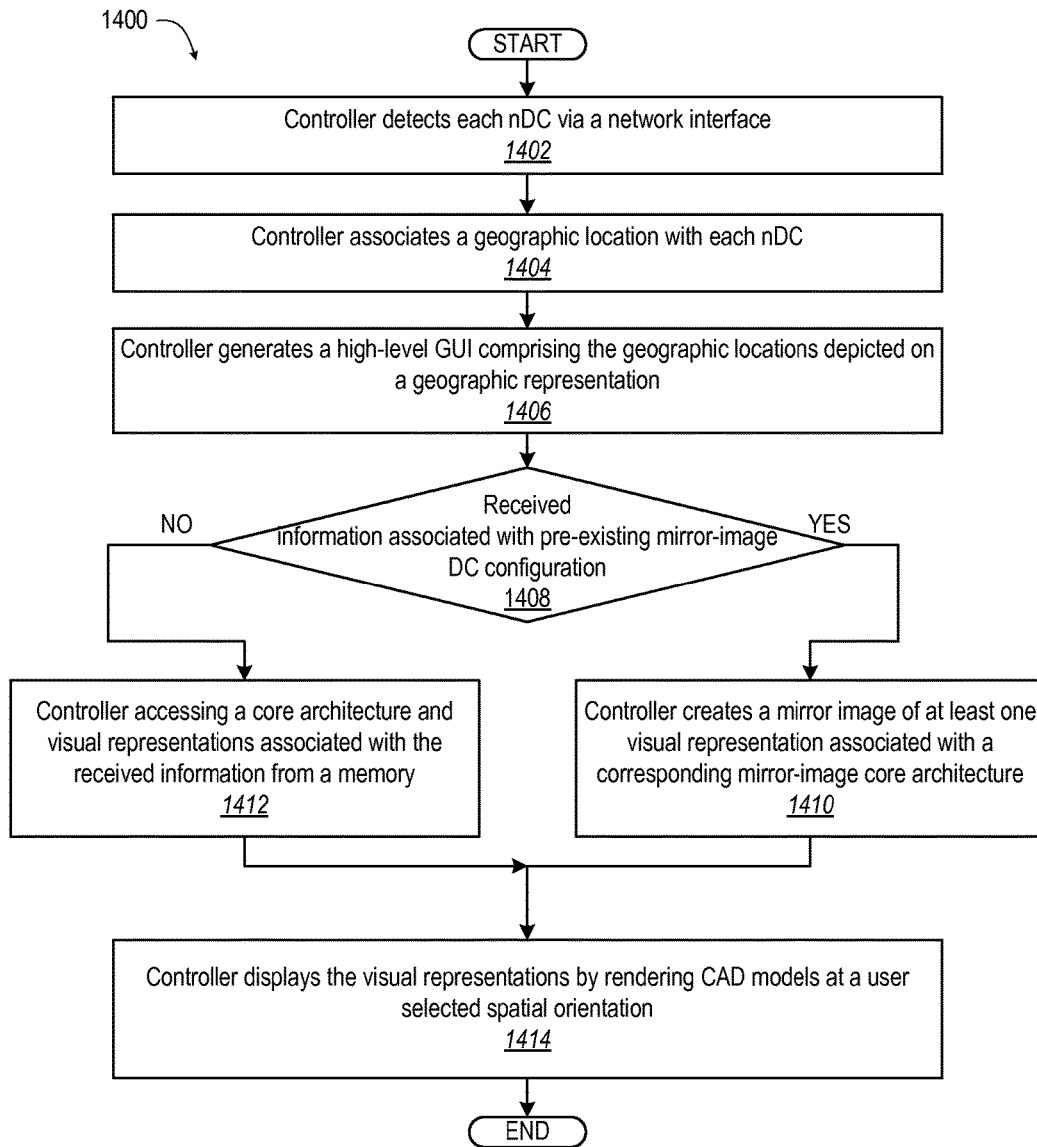 1400
START
Controller detects each nDC via a network interface
1402
Controller associates a geographic location with each nDC
1404
Controller generates a high-level GUI comprising the geographic locations depicted on
a geographic representation
1406
NO
YES
Received
information associated with pre-existing mirror-image
DC configuration
1408
Controller accessing a core architecture and
visual representations associated with the
received information from a memory
1412
Controller creates a mirror image of at least one
visual representation associated with a
corresponding mirror-image core architecture
1410
Controller displays the visual representations by rendering CAD models at a user
selected spatial orientation
1414
END